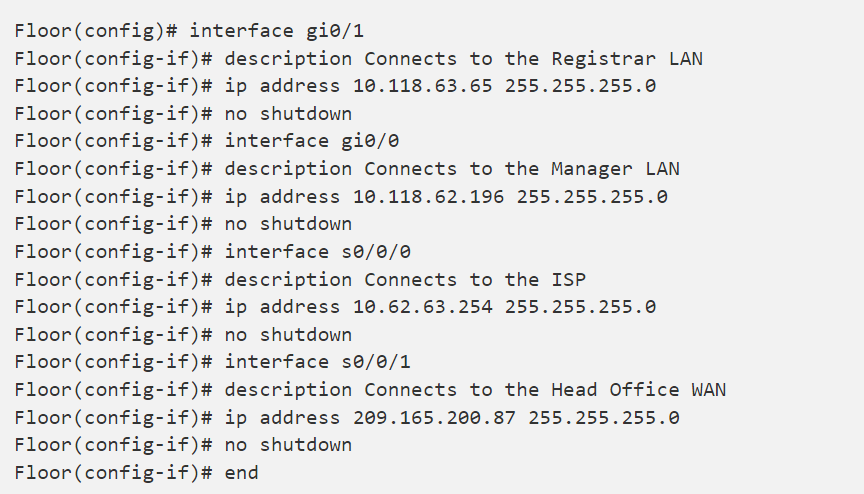 Floor(config)# interface gi0/1
Floor(config-if)# description Connects to the Registrar LAN
Floor(config-if)# ip address 10.118.63.65 255.255.255.0
Floor(config-if)# no shutdown
Floor(config-if)# interface gi0/0
Floor(config-if)# description Connects to the Manager LAN
Floor(config-if)# ip address 10.118.62.196 255.255.255.0
Floor(config-if)# no shutdown
Floor(config-if)# interface s0/0/0
Floor(config-if)# description Connects to the ISP
Floor(config-if)# ip address 10.62.63.254 255.255.255.0
Floor(config-if)# no shutdown
Floor(config-if)# interface s0/0/1
Floor(config-if)# description Connects to the Head Office WAN
Floor(config-if)# ip address 209.165.200.87 255.255.255.0
Floor(config-if)# no shutdown
Floor(config-if)# end